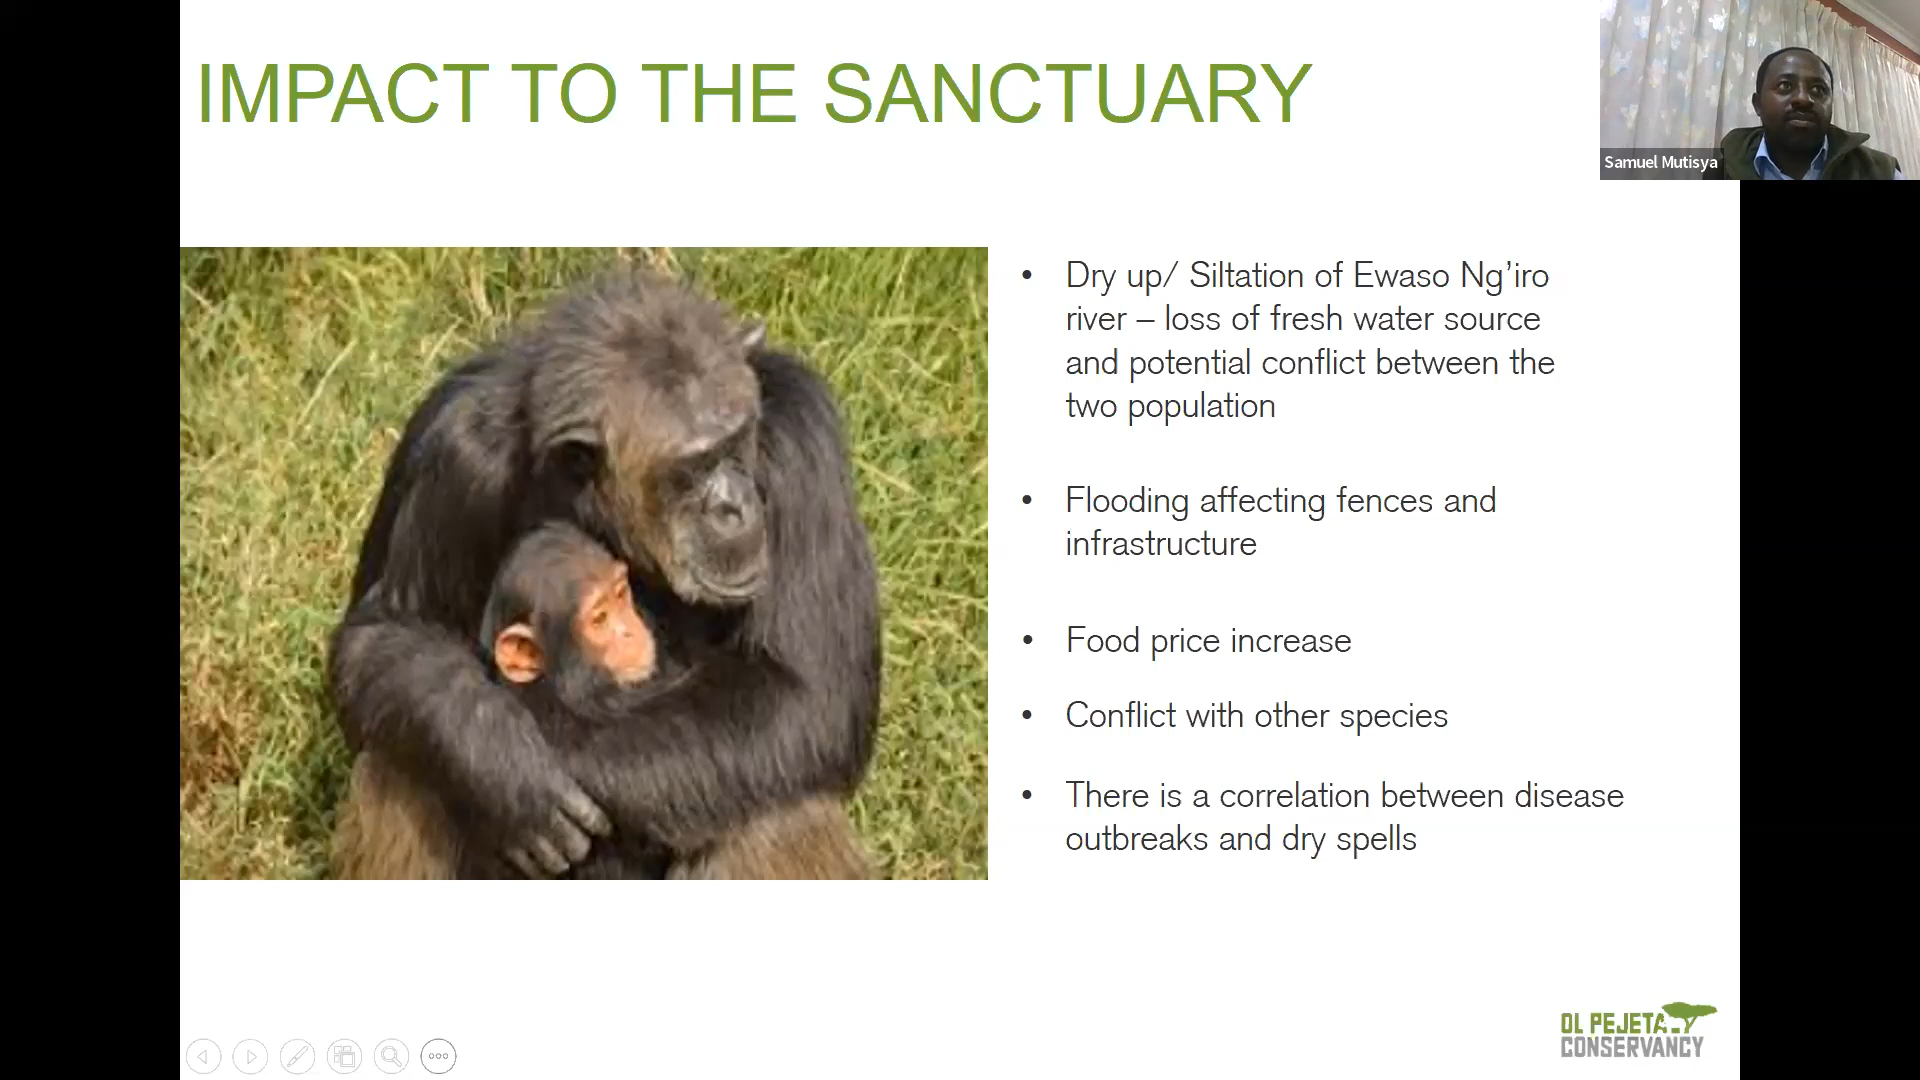 IMPACT TO THE SANCTUARY
Samuel Mutisya
• Dry up/ Siltation of Ewaso Ng’iro
river – loss of fresh water source
and potential conflict between the
two population
• Flooding affecting fences and
infrastructure
• Food price increase
• Conflict with other species
• There is a correlation between disease
outbreaks and dry spells
OL PEJETA
CONSERVANCY